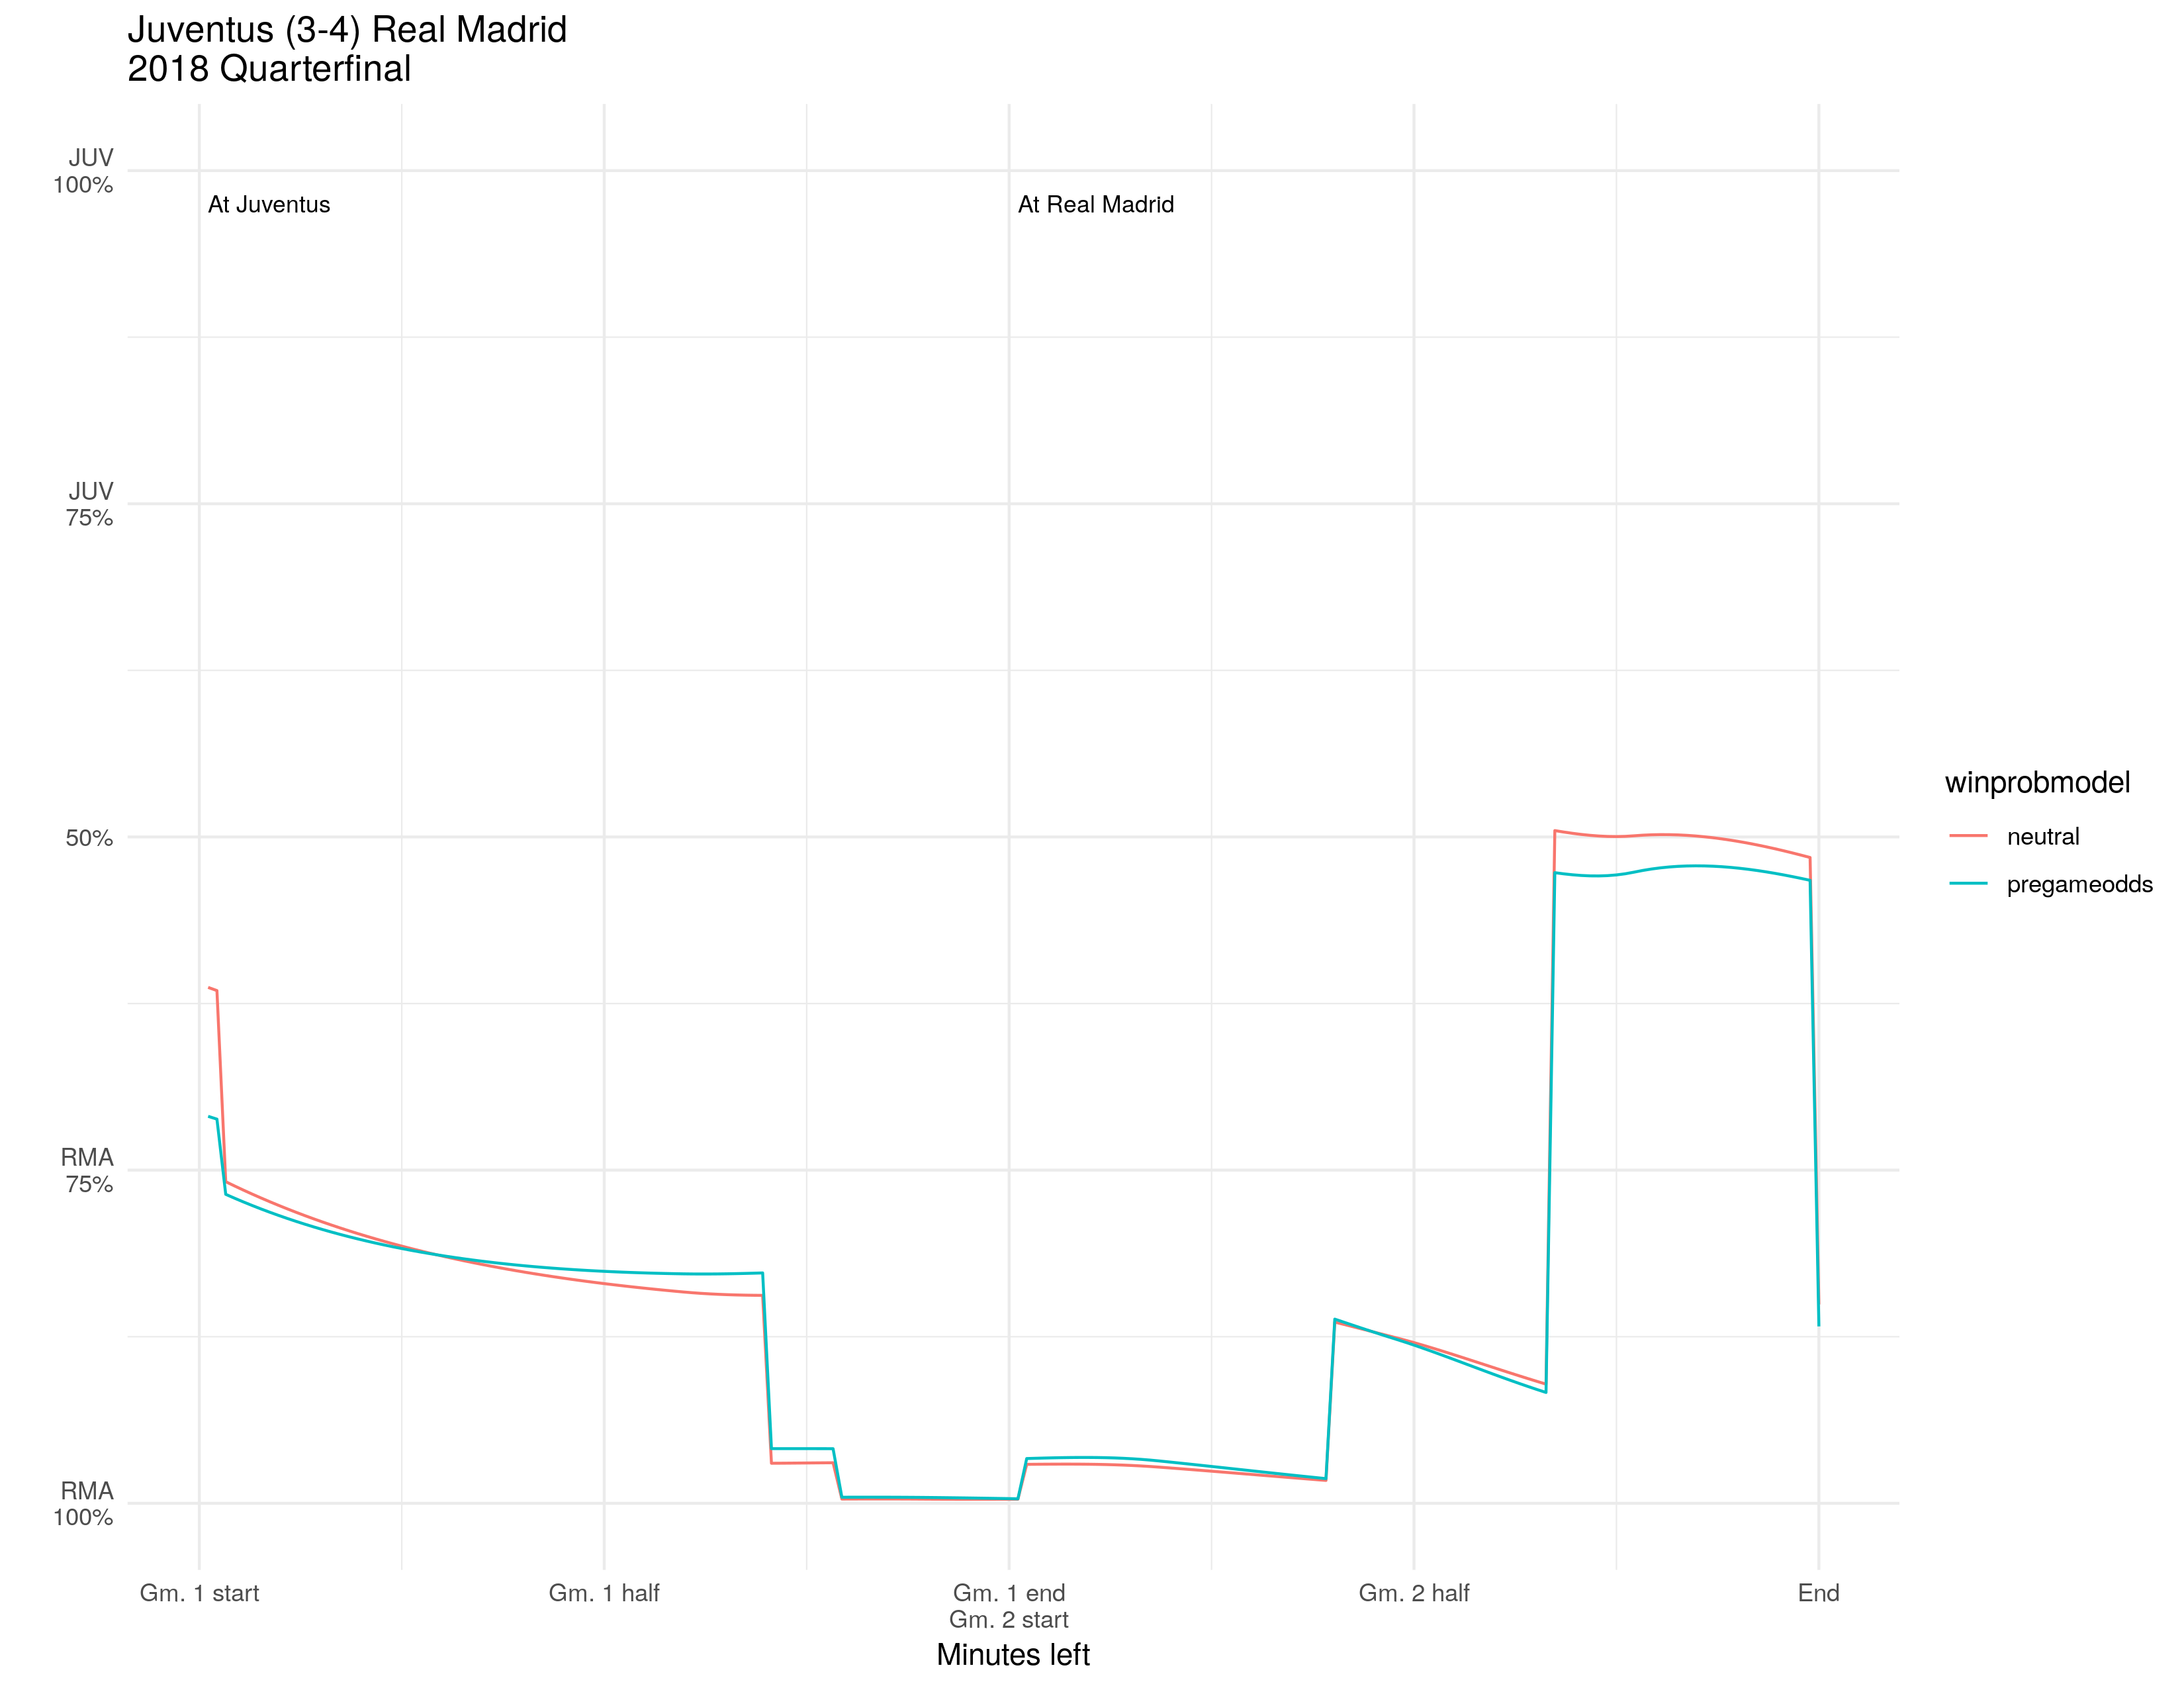 Juventus (3-4) Real Madrid
2018 Quarterfinal
JUV
100%
At Juventus
At Real Madrid
JUV
75%
50%
RMA
75%
RMA
100%
winprobmodel
neutral
pregameodds
Gm. 1 start
Gm. 1 half
Gm. 1 end
Gm. 2 start
Gm. 2 half
End
Minutes left